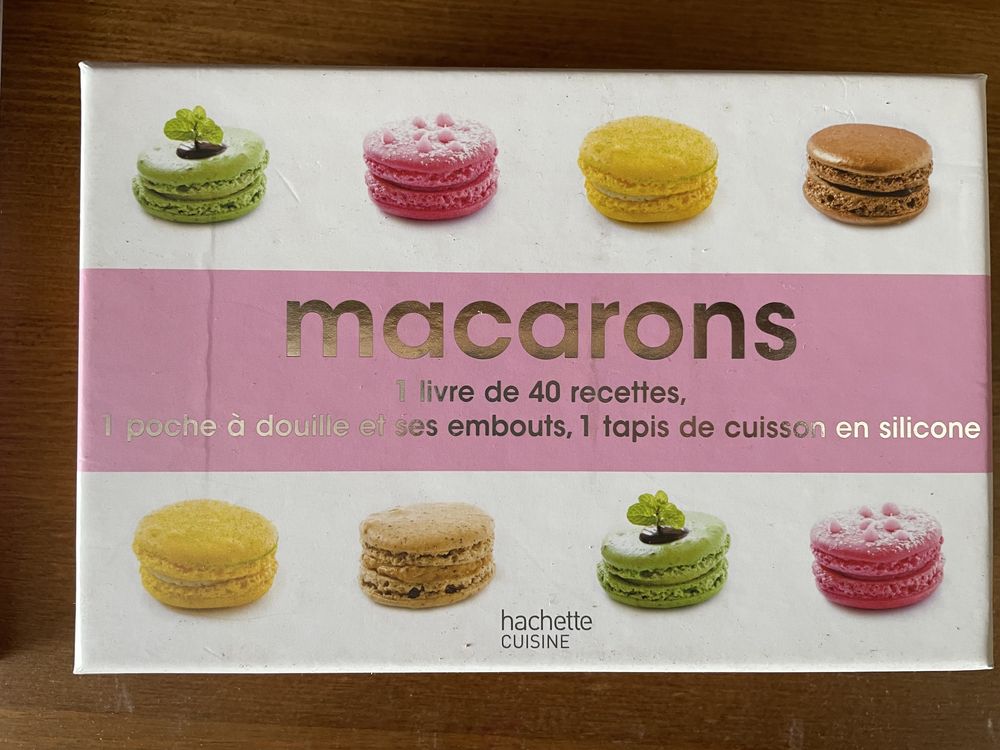 macarons
1 livre de 40 recettes,
1 poche à douille et ses embouts, 1 tapis de cuisson en silicone
hachette
CUISINE